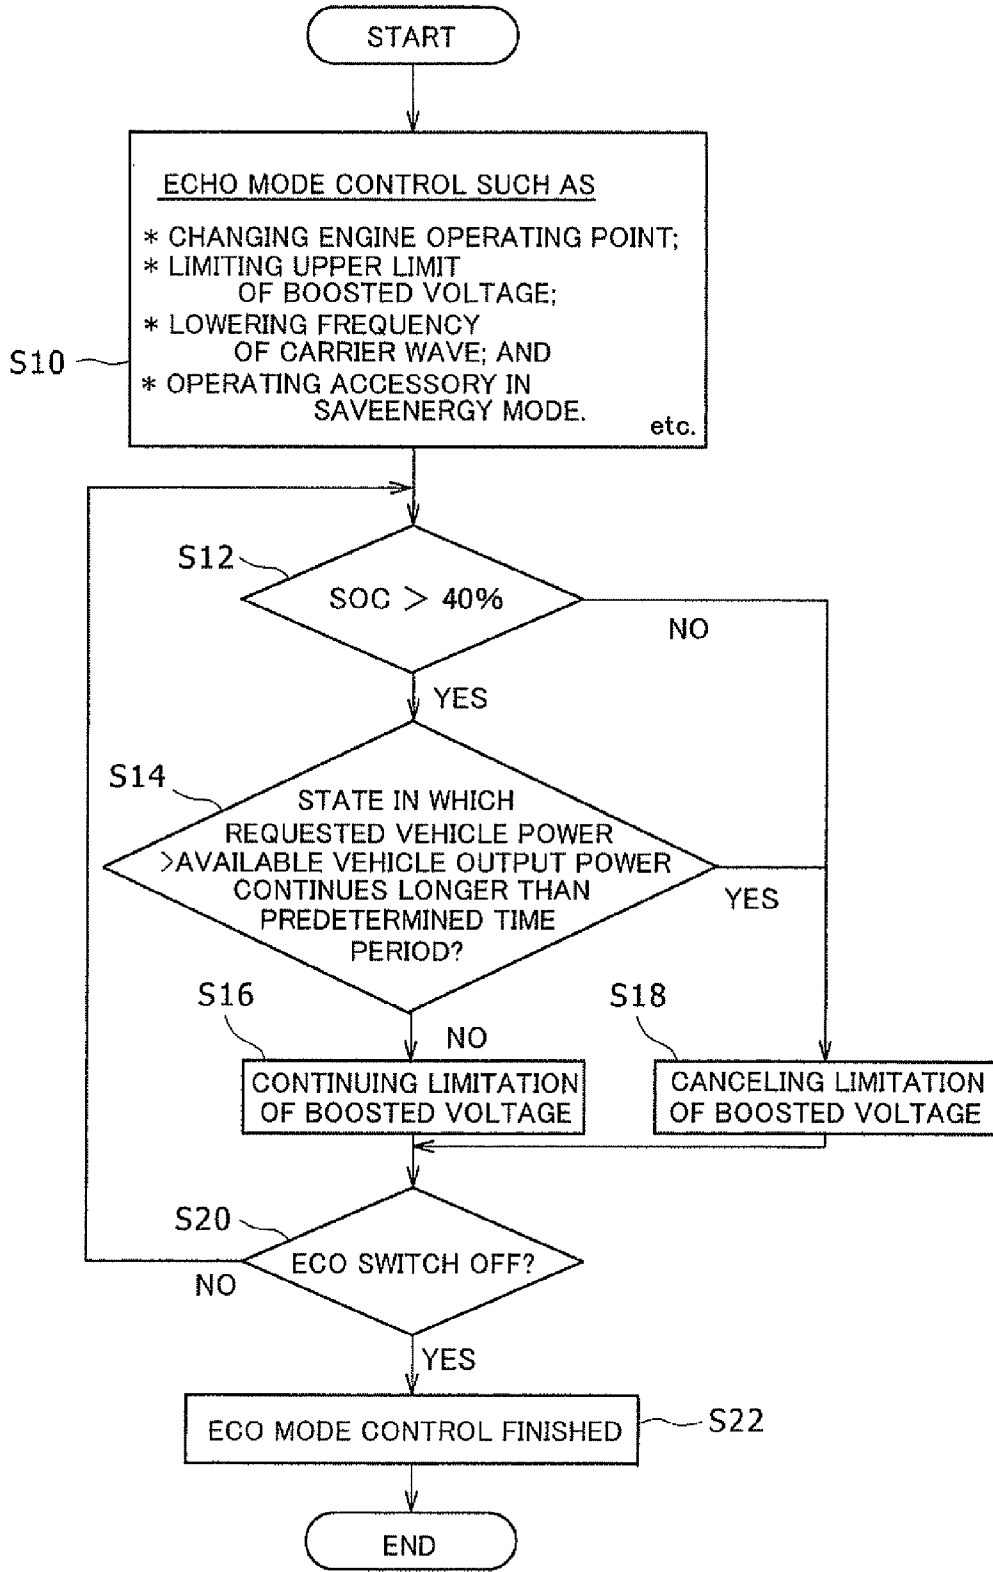 START
ECHO MODE CONTROL SUCH AS
* CHANGING ENGINE OPERATING POINT;
* LIMITING UPPER LIMIT
OF BOOSTED VOLTAGE;
* LOWERING FREQUENCY
OF CARRIER WAVE; AND
* OPERATING ACCESSORY IN
SAVEENERGY MODE.
etc.
S10
S12
SOC > 40%
NO
YES
S14
STATE IN WHICH
REQUESTED VEHICLE POWER
>AVAILABLE VEHICLE OUTPUT POWER
CONTINUES LONGER THAN
PREDETERMINED TIME
PERIOD?
YES
S16
NO
S18
CONTINUING LIMITATION
OF BOOSTED VOLTAGE
CANCELING LIMITATION
OF BOOSTED VOLTAGE
S20
ECO SWITCH OFF?
NO
YES
ECO MODE CONTROL FINISHED
S22
END